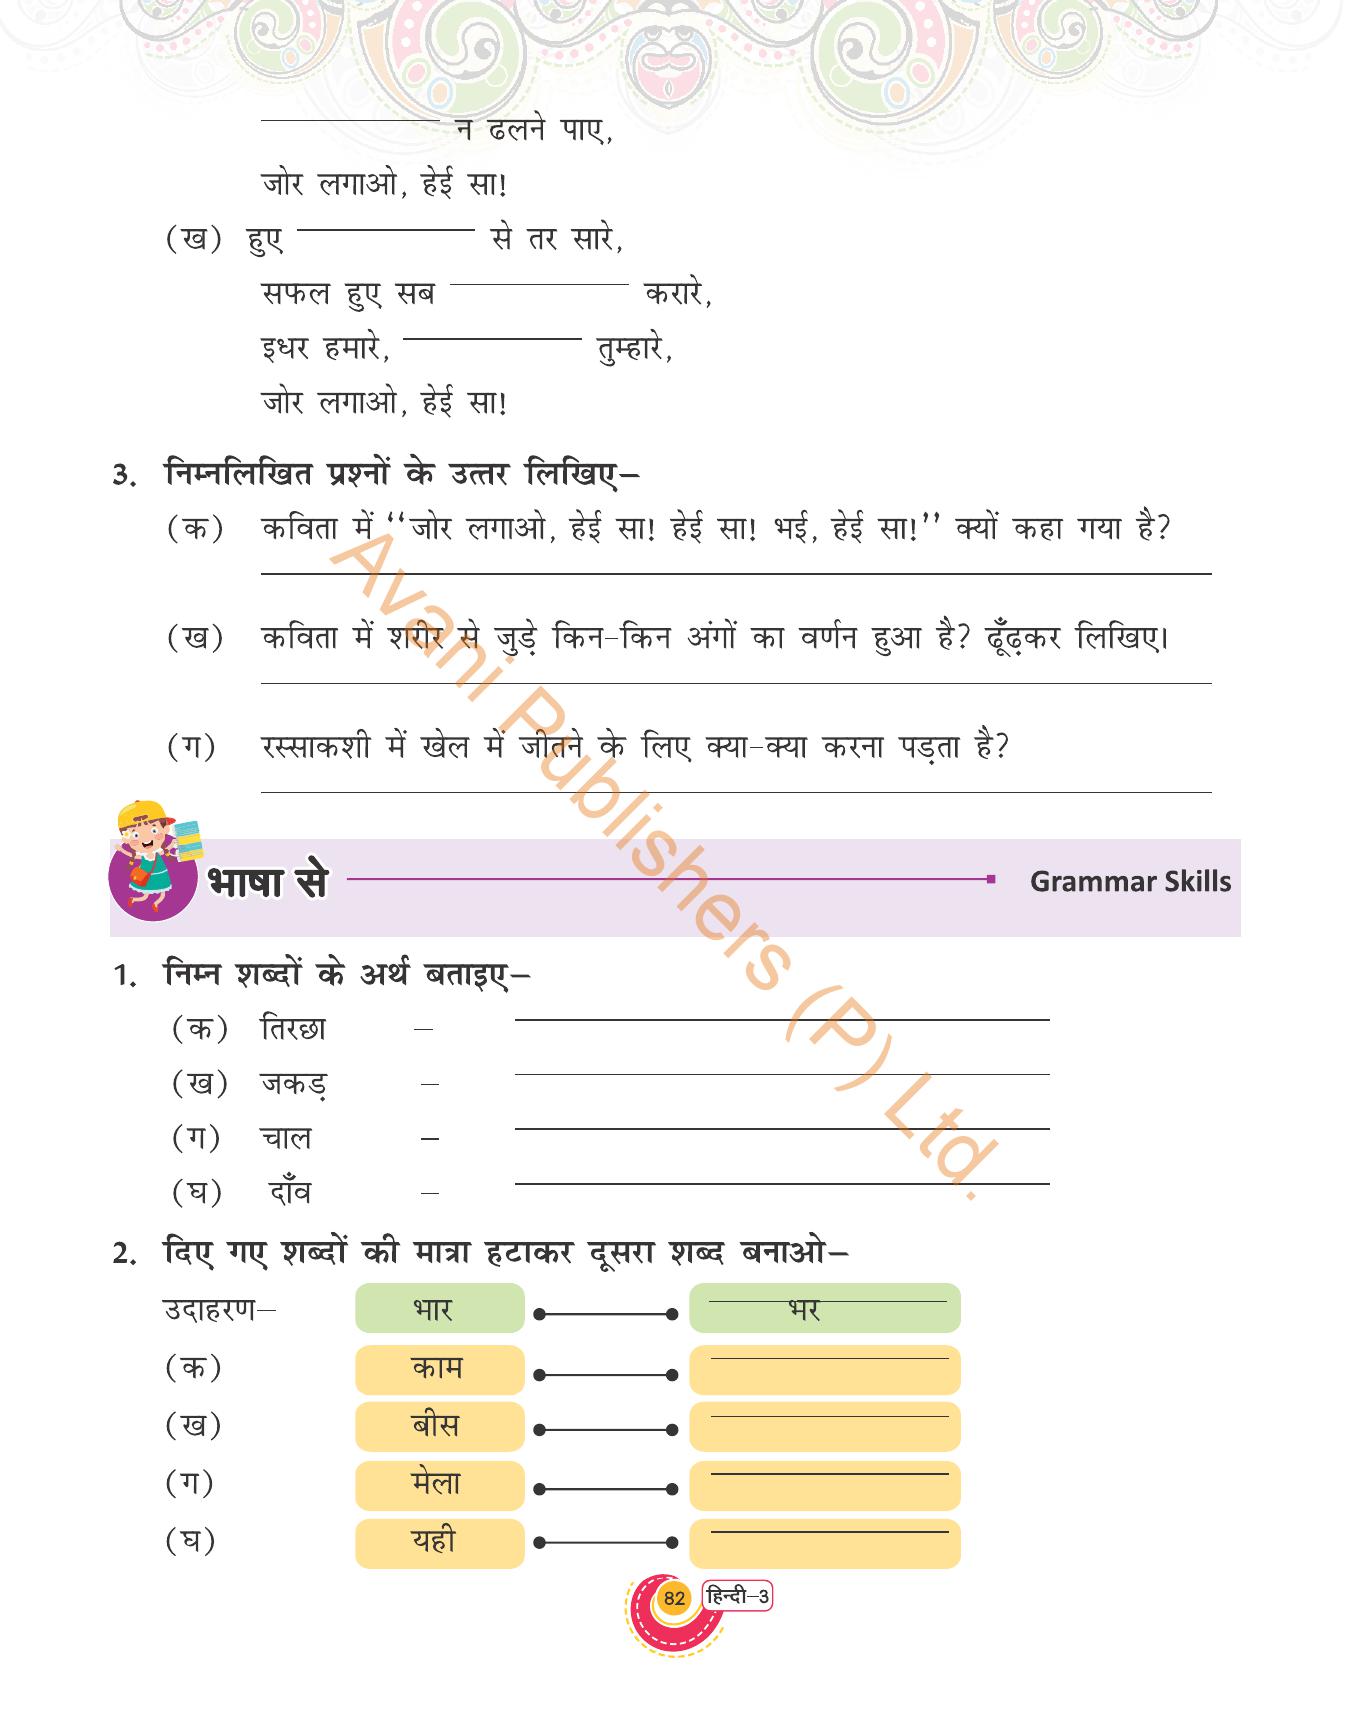 __________ न ढलने पाए,
जोर लगाओ, हेई सा!
(ख) हुए __________ से तर सारे,
सफल हुए सब __________ करारे,
इधर हमारे, __________ तुम्हारे,
जोर लगाओ, हेई सा!
3. निम्नलिखित प्रश्नों के उत्तर लिखिए–
(क) कविता में “जोर लगाओ, हेई सा! हेई सा! भई, हेई सा!” क्यों कहा गया है?
(ख) कविता में शरीर से जुड़े किन-किन अंगों का वर्णन हुआ है? ढूँढ़कर लिखिए।
(ग) रस्साकशी में खेल में जीतने के लिए क्या-क्या करना पड़ता है?
भाषा से Grammar Skills
1. निम्न शब्दों के अर्थ बताइए–
(क) तिरछा – __________
(ख) जकड़ – __________
(ग) चाल – __________
(घ) दाँव – __________
2. दिए गए शब्दों की मात्रा हटाकर दूसरा शब्द बनाओ–
उदाहरण– भार भर
(क) काम __________
(ख) बीस __________
(ग) मेला __________
(घ) यही __________
82 हिन्दी-3
Avani Publishers (P) Ltd.